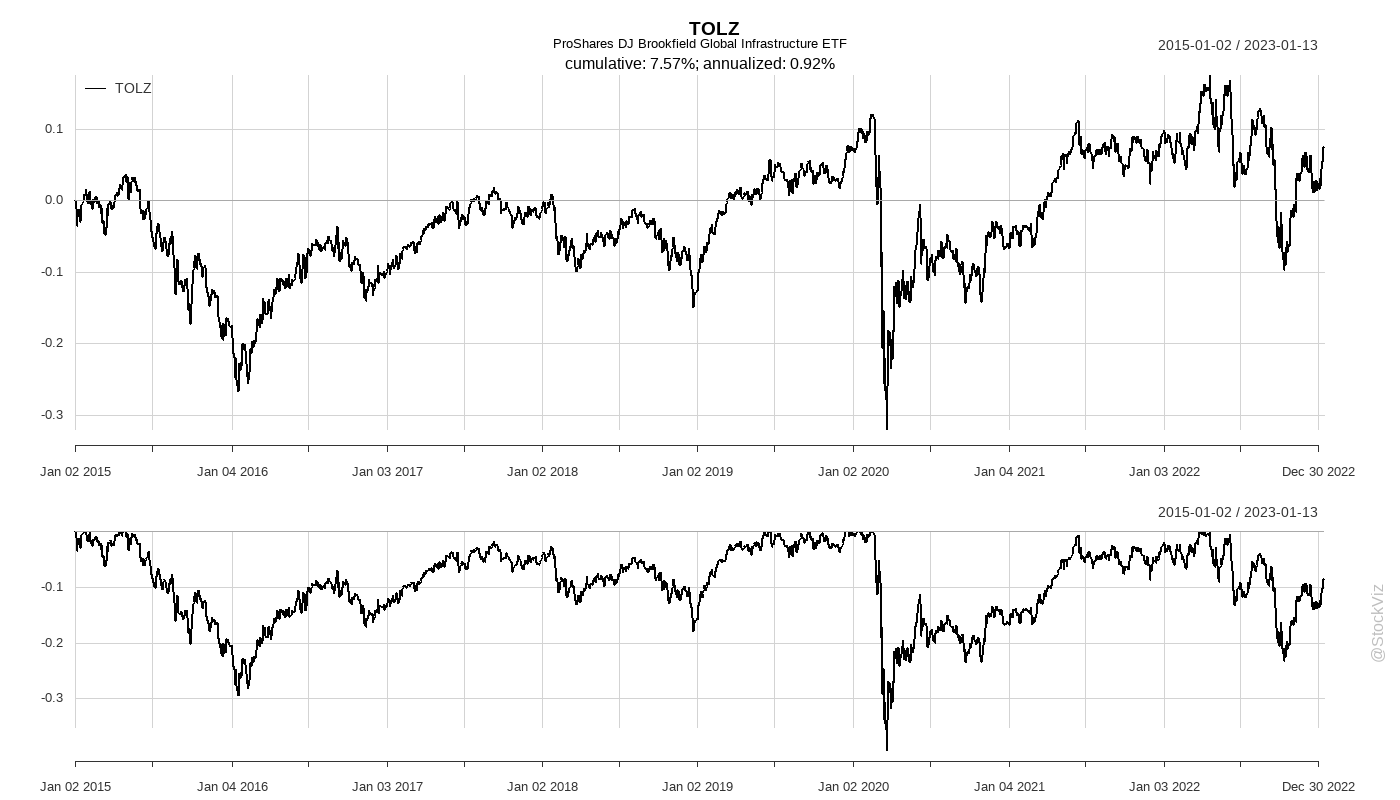 TOLZ
ProShares DJ Brookfield Global Infrastructure ETF
2015-01-02 / 2023-01-13
cumulative: 7.57%; annualized: 0.92%
TOLZ
0.1
0.0
-0.1
-0.2
-0.3
Jan 02 2015 Jan 04 2016 Jan 03 2017 Jan 02 2018 Jan 02 2019 Jan 02 2020 Jan 04 2021 Jan 03 2022 Dec 30 2022
2015-01-02 / 2023-01-13
-0.1
-0.2
-0.3
Jan 02 2015 Jan 04 2016 Jan 03 2017 Jan 02 2018 Jan 02 2019 Jan 02 2020 Jan 04 2021 Jan 03 2022 Dec 30 2022
@StockViz